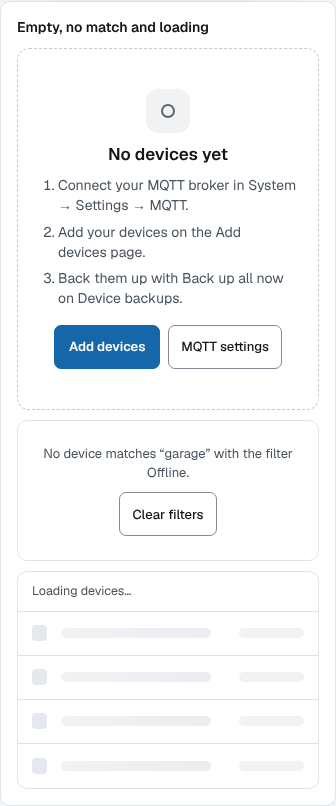 Empty, no match and loading
No devices yet
1. Connect your MQTT broker in System
→ Settings → MQTT.
2. Add your devices on the Add
devices page.
3. Back them up with Back up all now
on Device backups.
Add devices
MQTT settings
No device matches “garage” with the filter
Offline.
Clear filters
Loading devices…